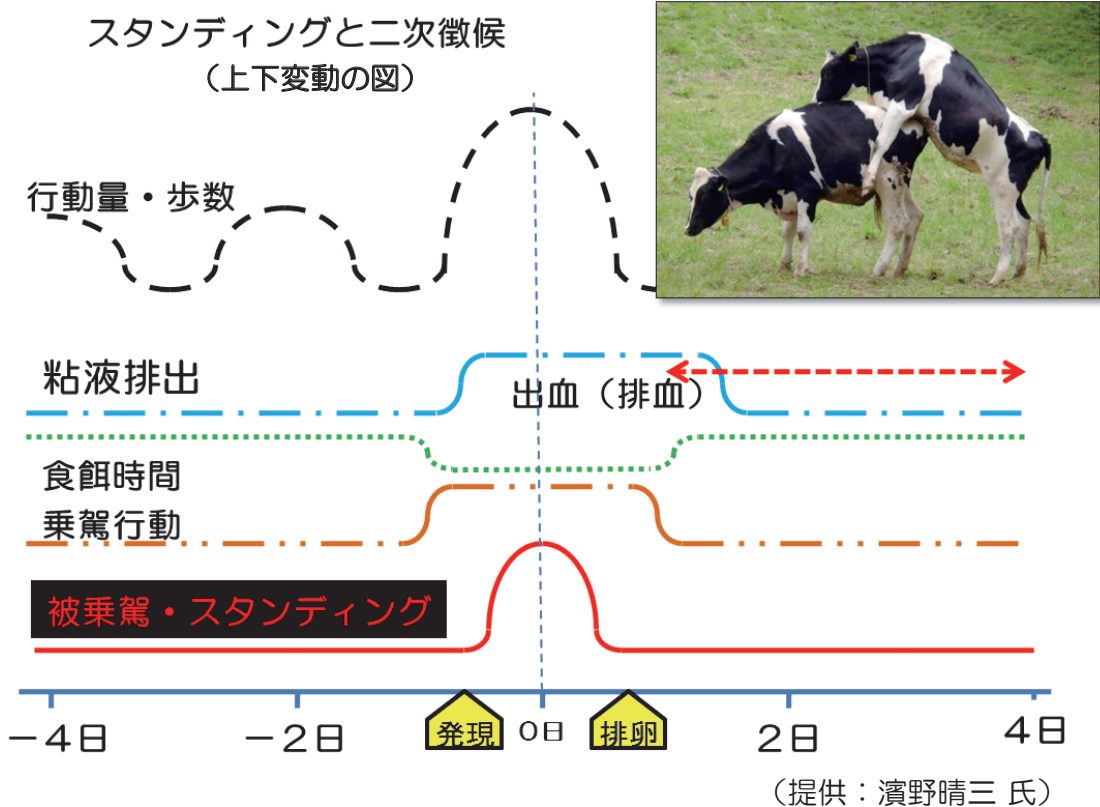 スタンディングと二次徴候
（上下変動の図）
行動量・歩数
粘液排出
出血（排血）
食餌時間
乗駕行動
被乗駕・スタンディング
発現
排卵
－4日
－2日
0日
2日
4日
（提供：濱野晴三 氏）